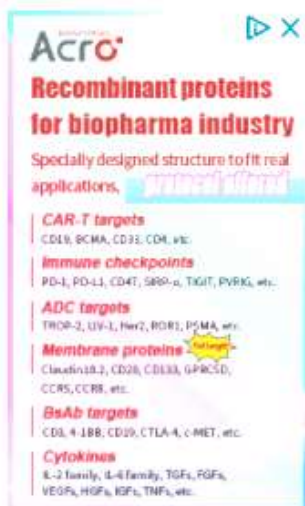 Acro
Recombinant proteins
for biopharma industry
Specially designed structure to fit real
applications, protocol offered
CAR-T targets
CD19, BCMA, CD33, CD4, etc.
Immune checkpoints
PD-1, PD-L1, CD47, SIRP-α, TIGIT, PVRIG, etc.
ADC targets
TROP-2, LIV-1, Her2, ROR1, PSMA, etc.
Membrane proteins
Claudin18.2, CD20, CD133, GPRC5D,
CCR5, CCR8, etc.
BsAb targets
CD3, 4-1BB, CD19, CTLA-4, c-MET, etc.
Cytokines
IL-2 family, IL-6 family, TGFs, FGFs,
VEGFs, HGFs, IGFs, TNFs, etc.